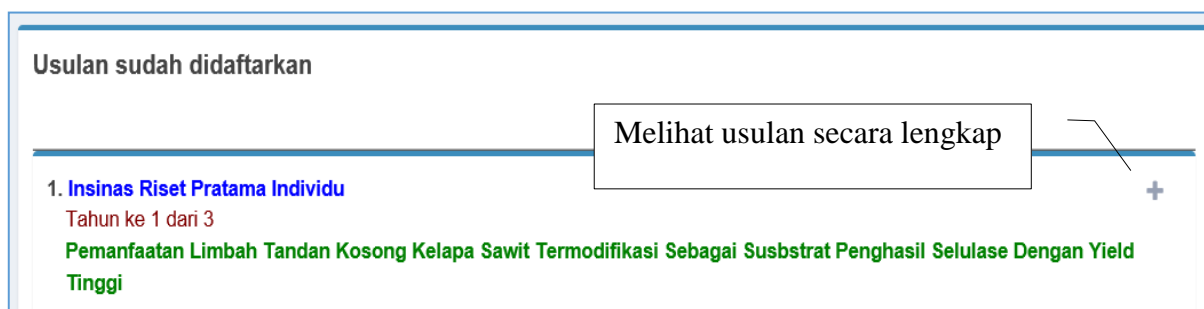 Usulan sudah didaftarkan
Melihat usulan secara lengkap
1. Insinas Riset Pratama Individu
Tahun ke 1 dari 3
Pemanfaatan Limbah Tandan Kosong Kelapa Sawit Termodifikasi Sebagai Susbstrat Penghasil Selulase Dengan Yield
Tinggi